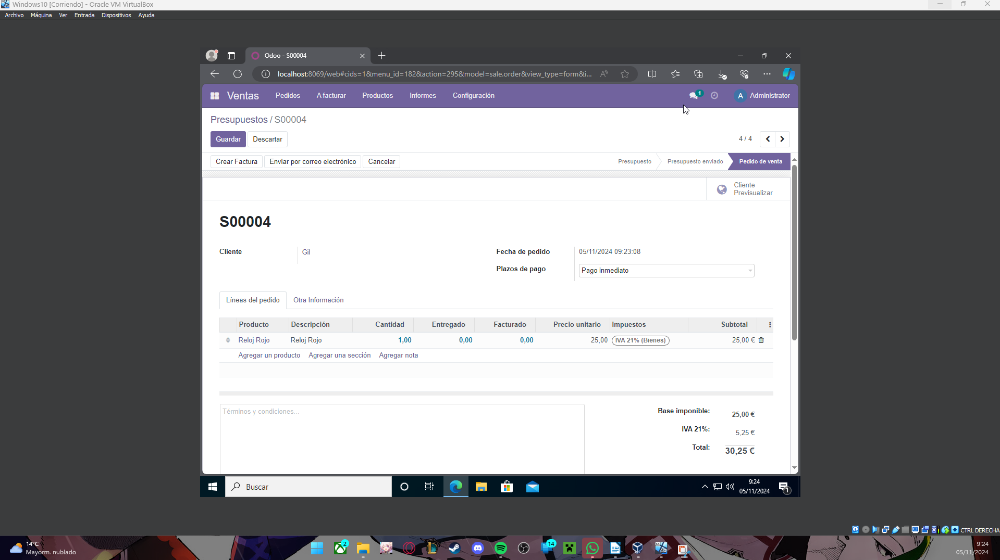 Windows10 [Corriendo] - Oracle VM VirtualBox
Archivo Máquina Ver Entrada Dispositivos Ayuda
Odoo - S00004
localhost:8069/web#cids=1&menu_id=182&action=295&model=sale.order&view_type=form&i...
Ventas Pedidos A facturar Productos Informes Configuración 1 A Administrator
Presupuestos / S00004
Guardar Descartar 4 / 4
Crear Factura Enviar por correo electrónico Cancelar Presupuesto Presupuesto enviado Pedido de venta
Cliente
Previsualizar
S00004
Cliente Gil Fecha de pedido 05/11/2024 09:23:08
Plazos de pago Pago inmediato
Líneas del pedido Otra Información
Producto Descripción Cantidad Entregado Facturado Precio unitario Impuestos Subtotal
Reloj Rojo Reloj Rojo 1,00 0,00 0,00 25,00 IVA 21% (Bienes) 25,00 €
Agregar un producto Agregar una sección Agregar nota
Términos y condiciones...
Base imponible: 25,00 €
IVA 21%: 5,25 €
Total: 30,25 €
Buscar
9:24
05/11/2024
1
CTRL DERECHA
14°C
Mayorm. nublado
2
14
10
9:24
05/11/2024